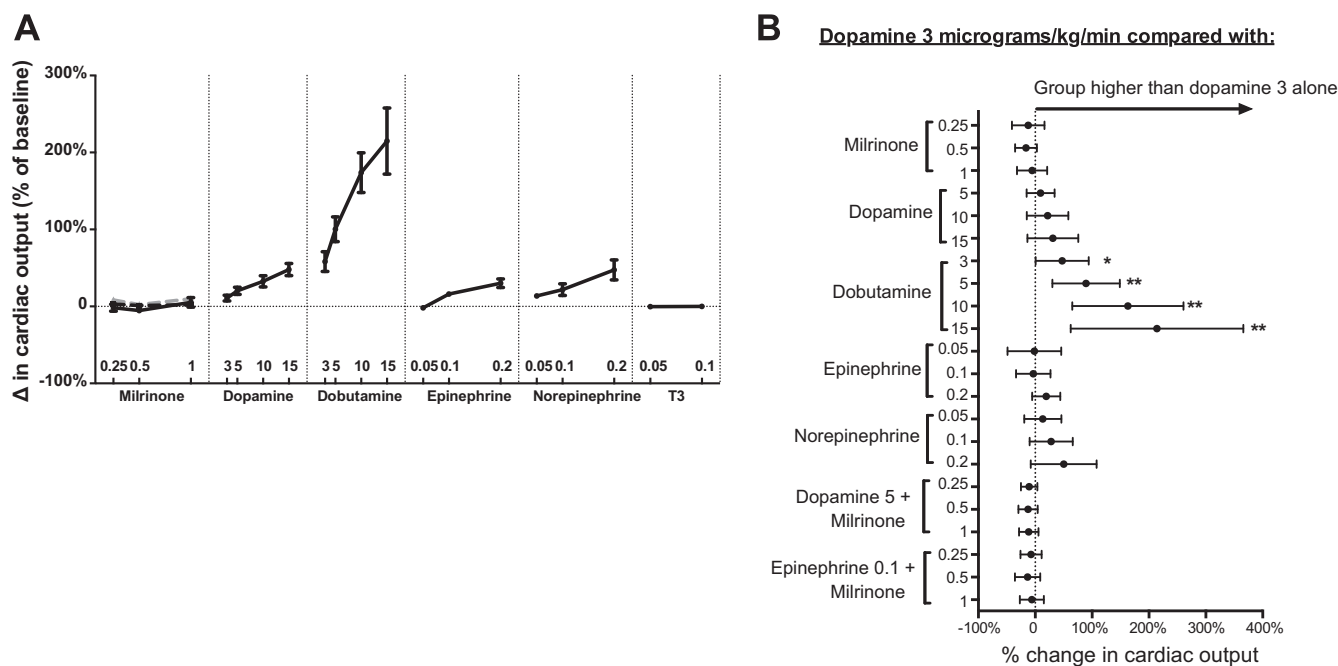 A
Δ in cardiac output (% of baseline)
300%
200%
100%
0
-100%
0.25 0.5 1 3 5 10 15 3 5 10 15 0.05 0.1 0.2 0.05 0.1 0.2 0.05 0.1
Milrinone Dopamine Dobutamine Epinephrine Norepinephrine T3
B
Dopamine 3 micrograms/kg/min compared with:
Group higher than dopamine 3 alone
Milrinone
0.25
0.5
1
Dopamine
5
10
15
Dobutamine
3 *
5 **
10 **
15 **
Epinephrine
0.05
0.1
0.2
Norepinephrine
0.05
0.1
0.2
Dopamine 5 +
Milrinone
0.25
0.5
1
Epinephrine 0.1 +
Milrinone
0.25
0.5
1
-100% 0 100% 200% 300% 400%
% change in cardiac output